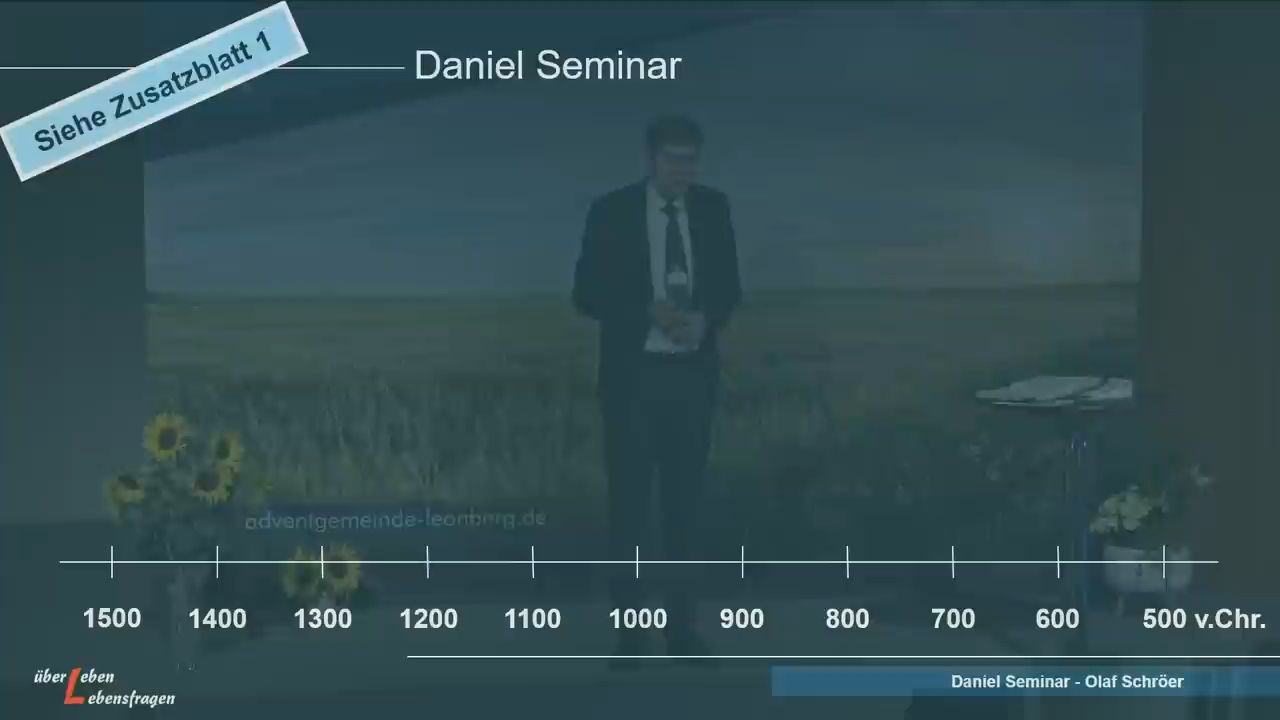 Siehe Zusatzblatt 1
Daniel Seminar
adventgemeinde-leonberg.de
1500 1400 1300 1200 1100 1000 900 800 700 600 500 v.Chr.
über Leben
Lebensfragen
Daniel Seminar - Olaf Schröer